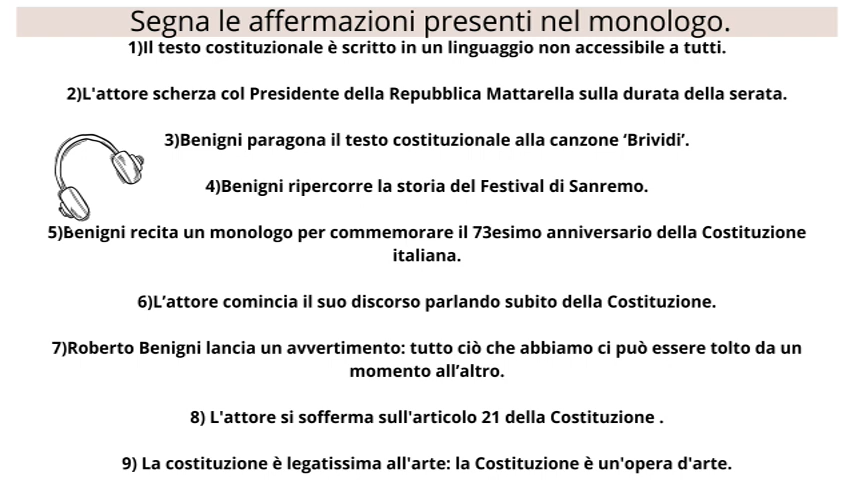 Segna le affermazioni presenti nel monologo.
1)Il testo costituzionale è scritto in un linguaggio non accessibile a tutti.
2)L'attore scherza col Presidente della Repubblica Mattarella sulla durata della serata.
3)Benigni paragona il testo costituzionale alla canzone ‘Brividi’.
4)Benigni ripercorre la storia del Festival di Sanremo.
5)Benigni recita un monologo per commemorare il 73esimo anniversario della Costituzione
italiana.
6)L’attore comincia il suo discorso parlando subito della Costituzione.
7)Roberto Benigni lancia un avvertimento: tutto ciò che abbiamo ci può essere tolto da un
momento all’altro.
8) L'attore si sofferma sull'articolo 21 della Costituzione .
9) La costituzione è legatissima all'arte: la Costituzione è un'opera d'arte.